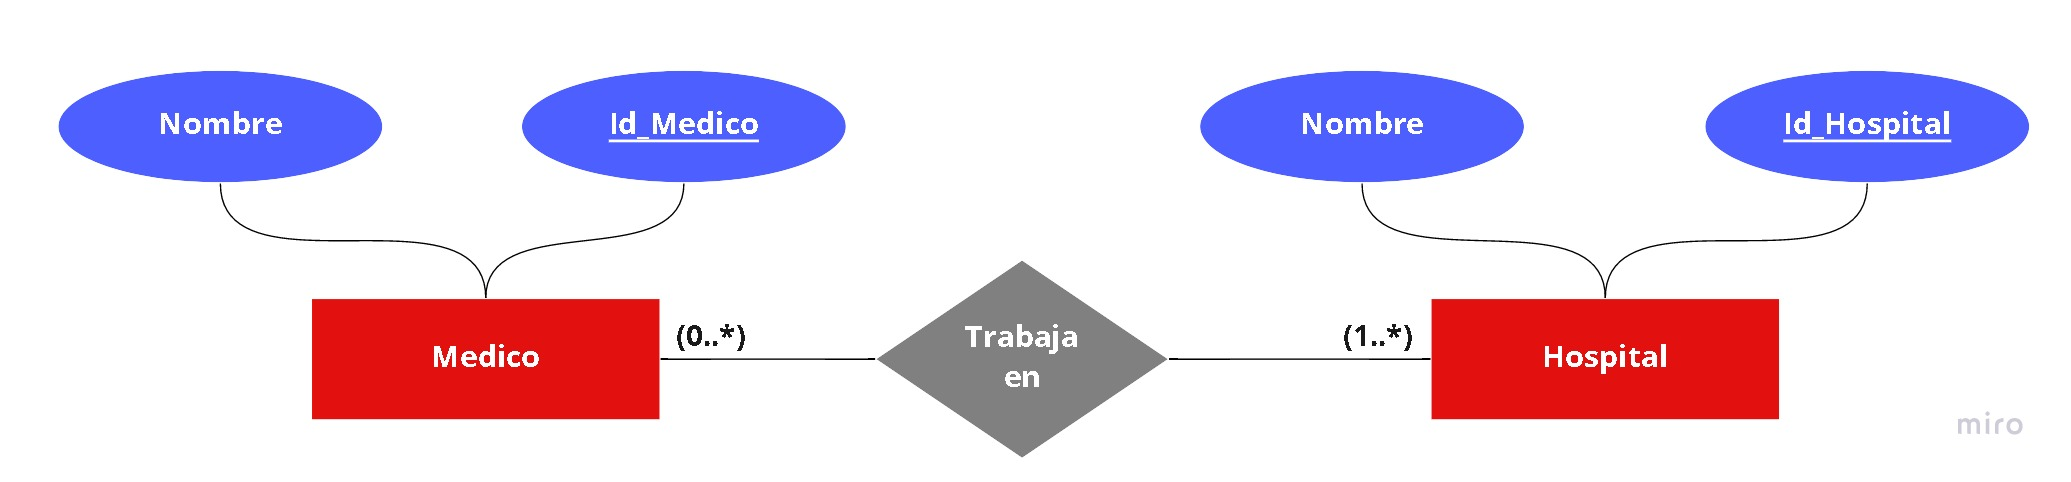 Nombre
Id_Medico
Nombre
Id_Hospital
Medico
(0..*)
Trabaja
en
(1..*)
Hospital
miro